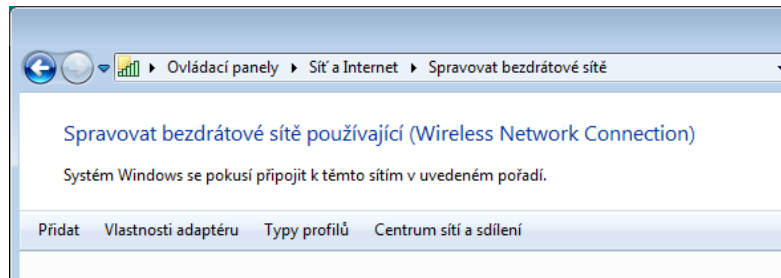 Ovládací panely ▸ Síť a Internet ▸ Spravovat bezdrátové sítě
Spravovat bezdrátové sítě používající (Wireless Network Connection)
Systém Windows se pokusí připojit k těmto sítím v uvedeném pořadí.
Přidat Vlastnosti adaptéru Typy profilů Centrum sítí a sdílení